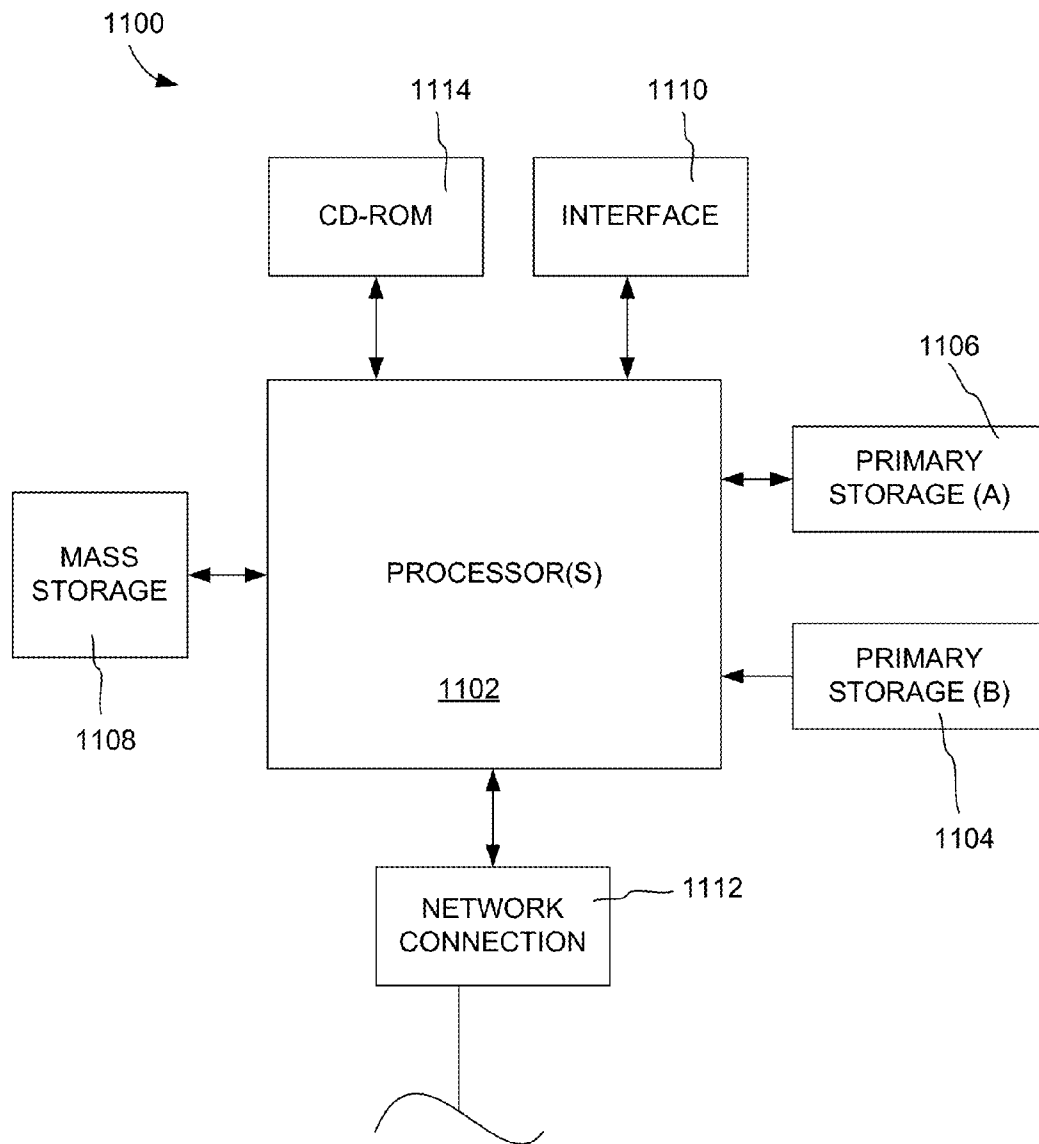 1100
1114
1110
CD-ROM
INTERFACE
1106
PRIMARY
STORAGE (A)
MASS
STORAGE
PROCESSOR(S)
PRIMARY
STORAGE (B)
1102
1108
1104
1112
NETWORK
CONNECTION